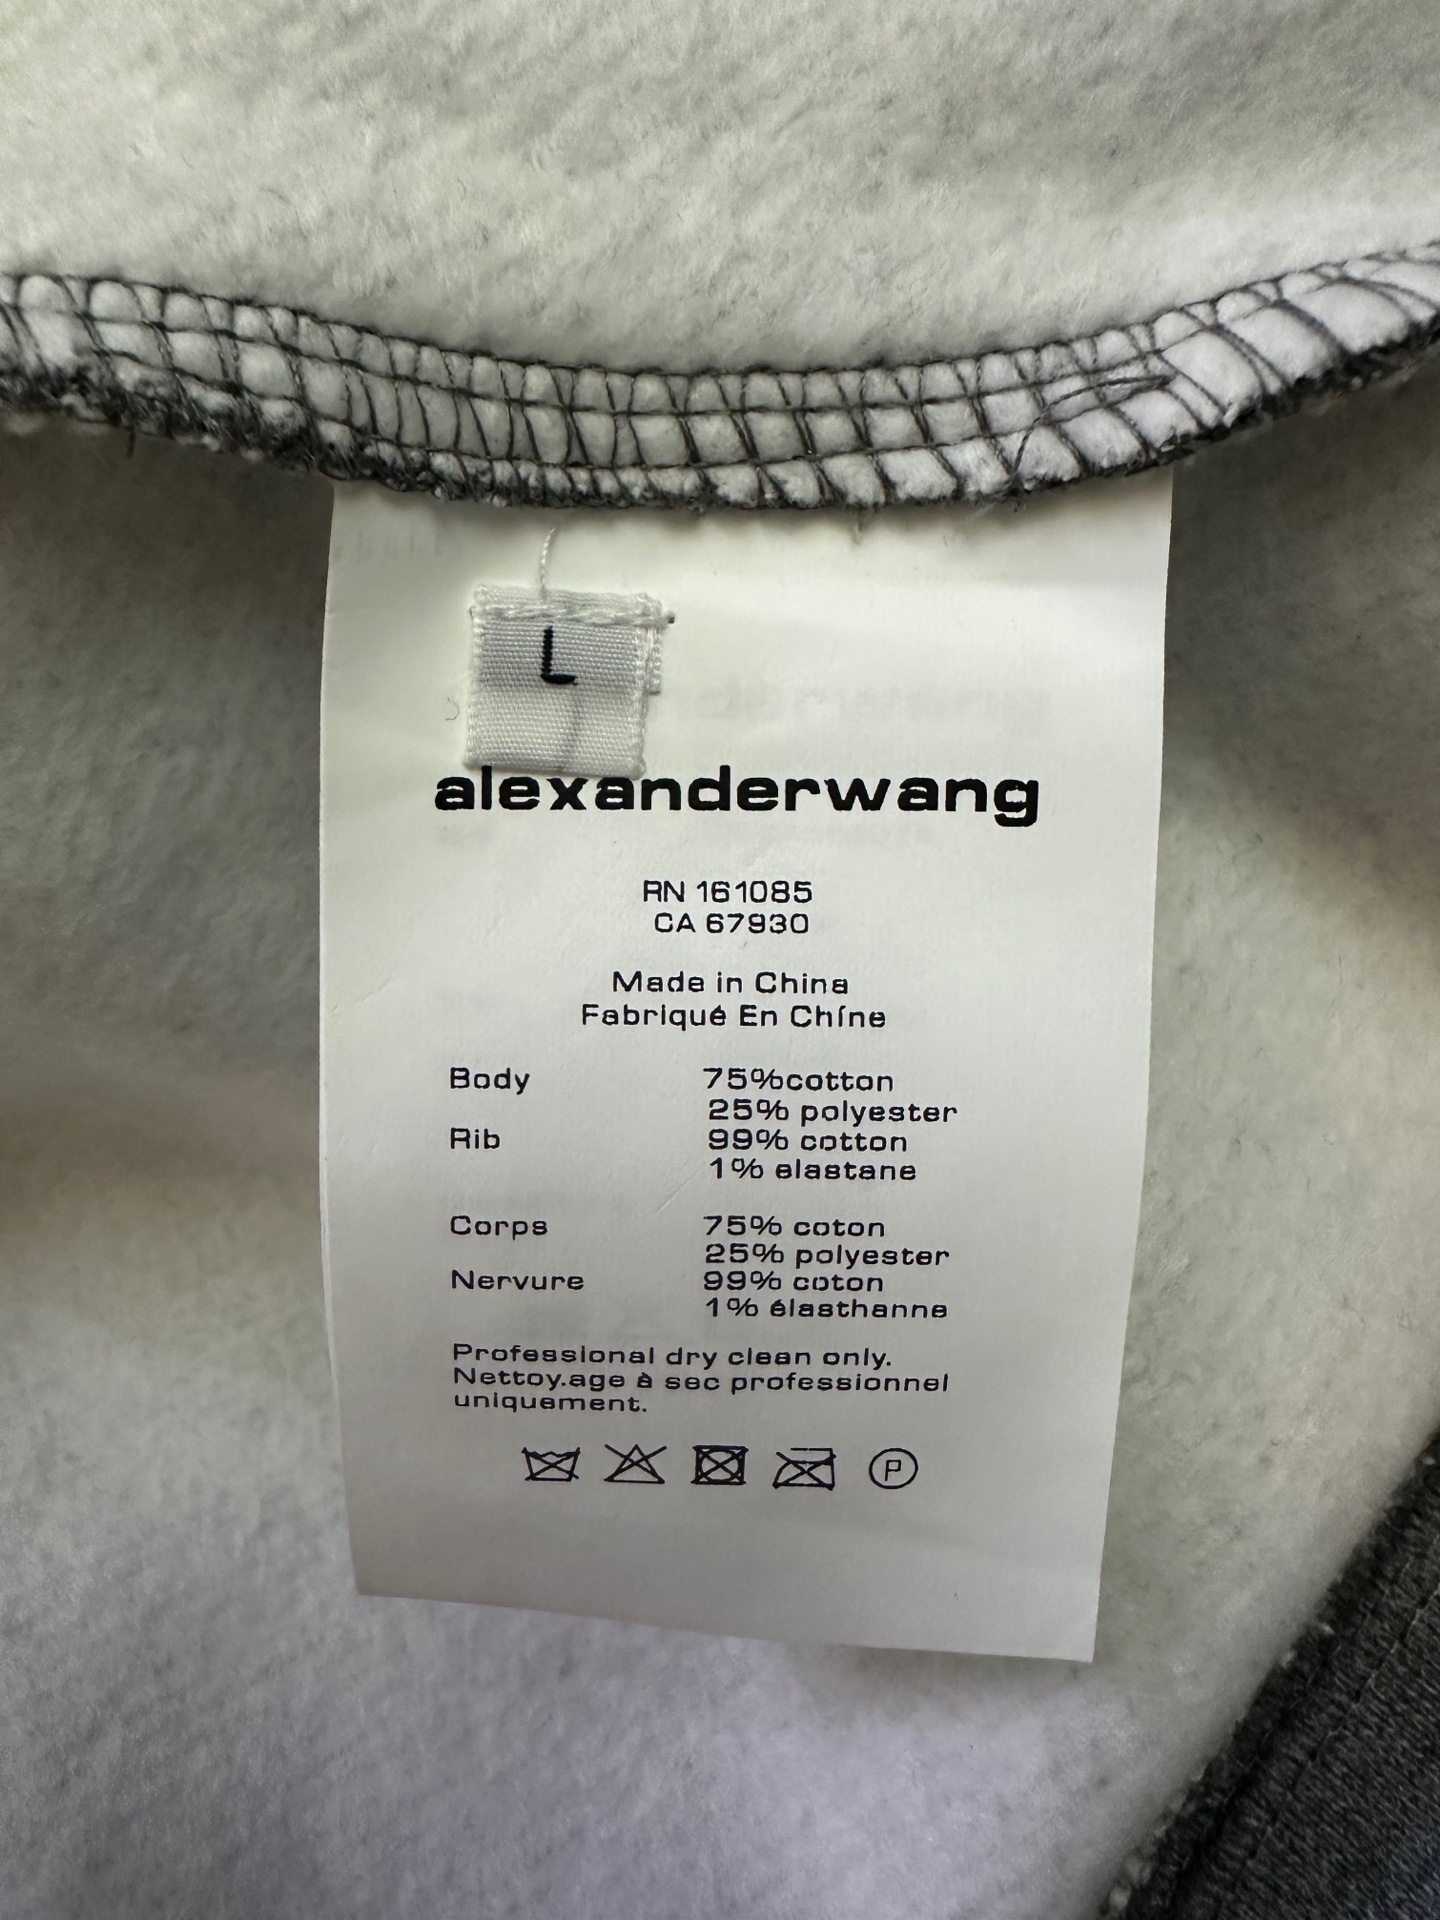 L
alexanderwang
RN 161085
CA 67930
Made in China
Fabriqué En Chíne
Body 75%cotton
25% polyester
Rib 99% cotton
1% elastane
Corps 75% coton
25% polyester
Nervure 99% coton
1% élasthanne
Professional dry clean only.
Nettoy.age à sec professionnel
uniquement.
P